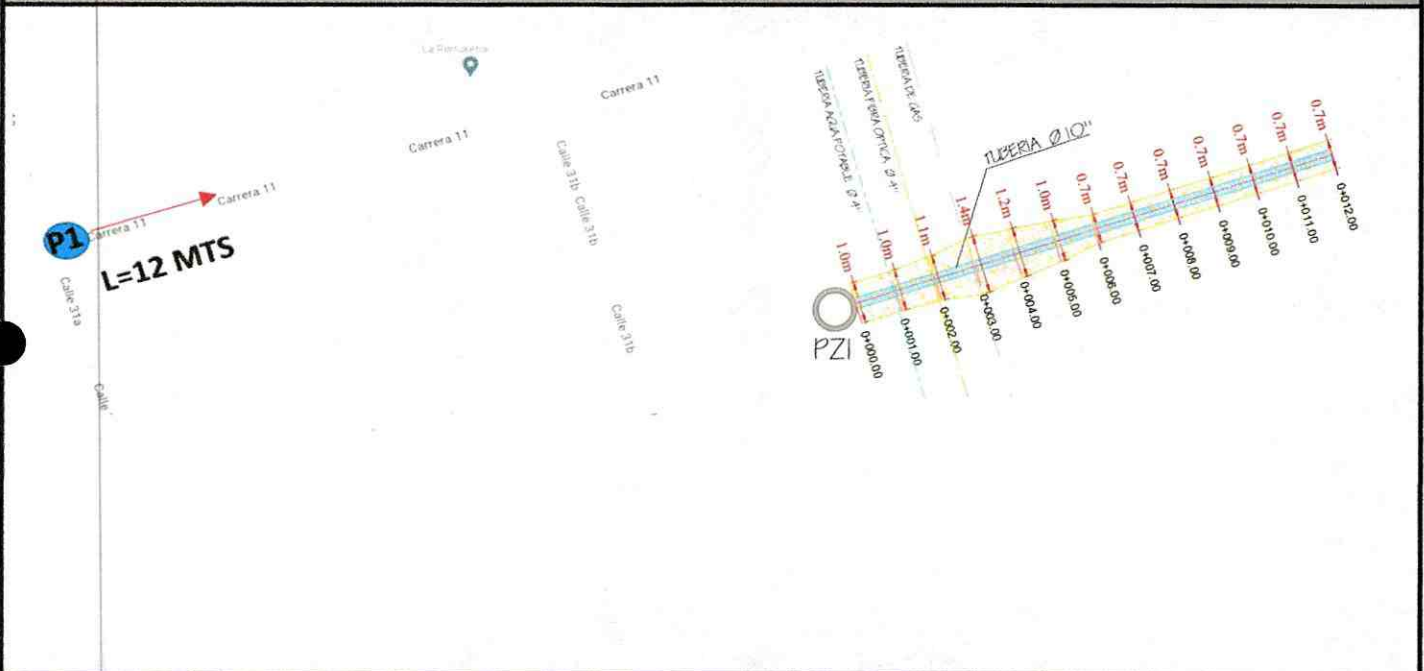 La Portuaria
Carrera 11
Carrera 11
Carrera 11
Carrera 11
P1
L=12 MTS
Calle 31a
Calle
Calle 31b
Calle 31b
Calle 31b
TUBERIA AGUA POTABLE Ø 4"
TUBERIA FIBRA OPTICA Ø 4"
TUBERIA DE GAS
TUBERIA Ø 10"
PZ1
1.0m
1.0m
1.1m
1.4m
1.2m
1.0m
0.7m
0.7m
0.7m
0.7m
0.7m
0.7m
0.7m
0+000.00
0+001.00
0+002.00
0+003.00
0+004.00
0+005.00
0+006.00
0+007.00
0+008.00
0+009.00
0+010.00
0+011.00
0+012.00